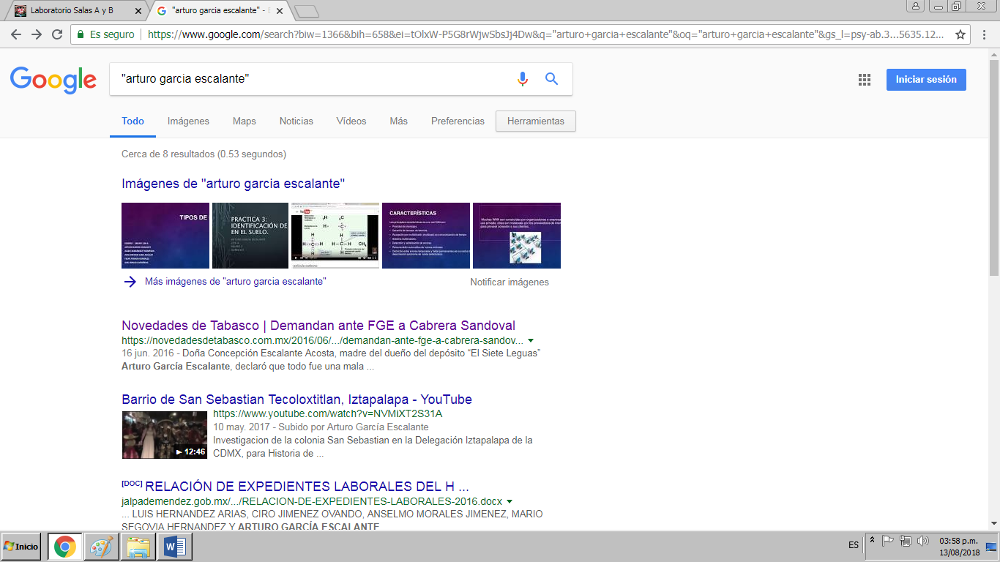 Laboratorio Salas A y B
"arturo garcia escalante" -
Es seguro
https://www.google.com/search?biw=1366&bih=658&ei=tOlxW-P5G8rWjwSbsJj4Dw&q="arturo+garcia+escalante"&oq="arturo+garcia+escalante"&gs_l=psy-ab.3...5635.12...
Google
"arturo garcia escalante"
Iniciar sesión
Todo Imágenes Maps Noticias Vídeos Más Preferencias Herramientas
Cerca de 8 resultados (0.53 segundos)
Imágenes de "arturo garcia escalante"
TIPOS DE
PRACTICA 3:
IDENTIFICACIÓN DE
EN EL SUELO.
CARACTERÍSTICAS
Más imágenes de "arturo garcia escalante"
Notificar imágenes
Novedades de Tabasco | Demandan ante FGE a Cabrera Sandoval
https://novedadesdetabasco.com.mx/2016/06/.../demandan-ante-fge-a-cabrera-sandov...
16 jun. 2016 - Doña Concepción Escalante Acosta, madre del dueño del depósito “El Siete Leguas”
Arturo García Escalante, declaró que todo fue una mala ...
Barrio de San Sebastian Tecoloxtitlan, Iztapalapa - YouTube
https://www.youtube.com/watch?v=NVMiXT2S31A
10 may. 2017 - Subido por Arturo García Escalante
Investigacion de la colonia San Sebastian en la Delegación Iztapalapa de la
CDMX, para Historia de ...
12:46
[DOC] RELACIÓN DE EXPEDIENTES LABORALES DEL H ...
jalpademendez.gob.mx/.../RELACION-DE-EXPEDIENTES-LABORALES-2016.docx
... LUIS HERNANDEZ ARIAS, CIRO JIMENEZ OVANDO, ANSELMO MORALES JIMENEZ, MARIO
SEGOVIA HERNANDEZ Y ARTURO GARCÍA ESCALANTE
Inicio
ES
03:58 p.m.
13/08/2018